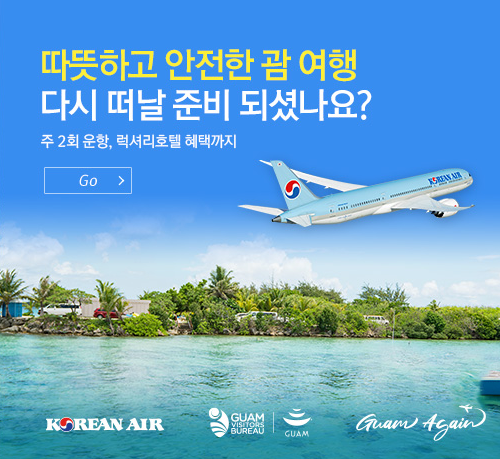 따뜻하고 안전한 괌 여행
다시 떠날 준비 되셨나요?
주 2회 운항, 럭셔리호텔 혜택까지
Go >
KOREAN AIR
KOREAN AIR
GUAM
VISITORS
BUREAU
GUAM
Guam Again